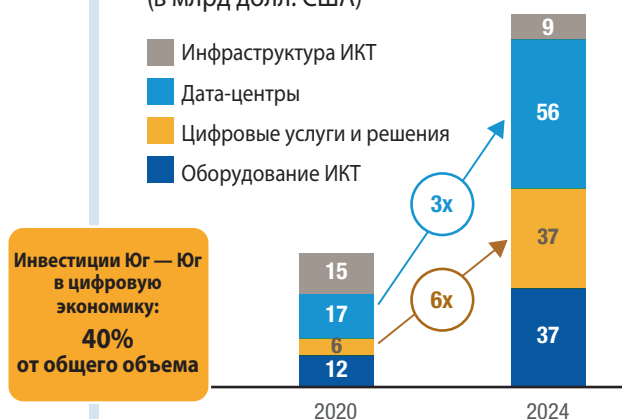 (в млрд долл. США)
Инфраструктура ИКТ
Дата-центры
Цифровые услуги и решения
Оборудование ИКТ
9
56
37
37
3x
6x
15
17
6
12
Инвестиции Юг — Юг
в цифровую
экономику:
40%
от общего объема
2020
2024